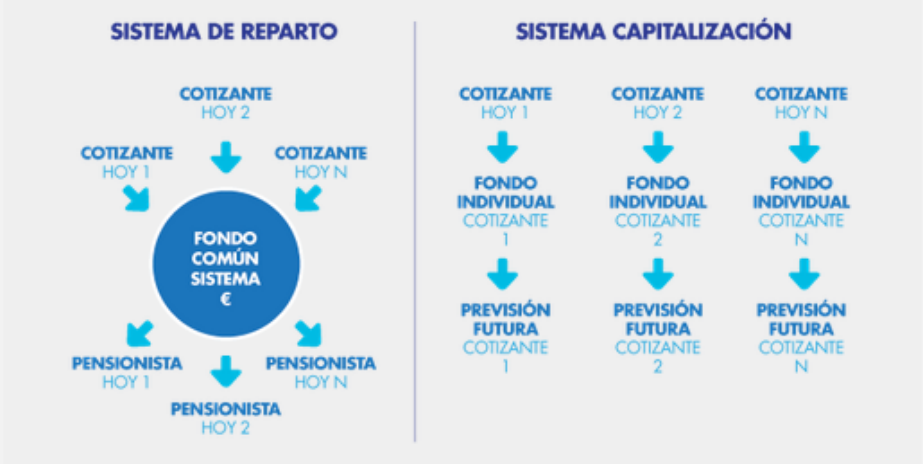 SISTEMA DE REPARTO
COTIZANTE
HOY 2
COTIZANTE
HOY 1
COTIZANTE
HOY N
FONDO
COMÚN
SISTEMA
€
PENSIONISTA
HOY 1
PENSIONISTA
HOY N
PENSIONISTA
HOY 2
SISTEMA CAPITALIZACIÓN
COTIZANTE
HOY 1
FONDO
INDIVIDUAL
COTIZANTE
1
PREVISIÓN
FUTURA
COTIZANTE
1
COTIZANTE
HOY 2
FONDO
INDIVIDUAL
COTIZANTE
2
PREVISIÓN
FUTURA
COTIZANTE
2
COTIZANTE
HOY N
FONDO
INDIVIDUAL
COTIZANTE
N
PREVISIÓN
FUTURA
COTIZANTE
N